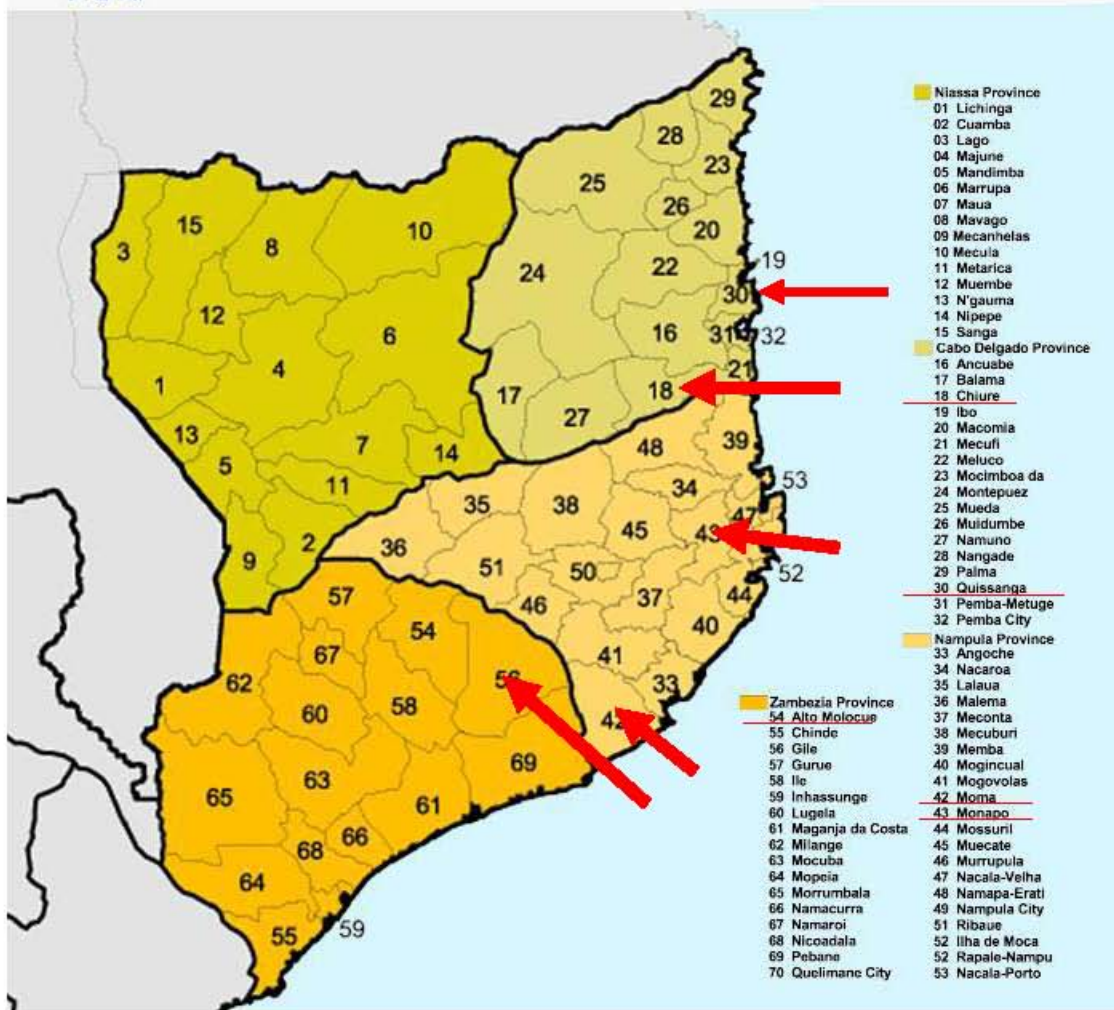 29
28
25
23
15
10
26
3
8
20
19
24
22
30
12
6
16
31
32
4
21
1
17
18
27
13
7
14
48
39
5
11
34
53
35
38
47
45
43
9
2
36
51
50
52
57
37
44
46
54
40
67
41
62
56
33
60
58
42
69
63
65
61
66
68
64
59
55
Niassa Province
01 Lichinga
02 Cuamba
03 Lago
04 Majune
05 Mandimba
06 Marrupa
07 Maua
08 Mavago
09 Mecanhelas
10 Mecula
11 Metarica
12 Muembe
13 N'gauma
14 Nipepe
15 Sanga
Cabo Delgado Province
16 Ancuabe
17 Balama
18 Chiure
19 Ibo
20 Macomia
21 Mecufi
22 Meluco
23 Mocimboa da
24 Montepuez
25 Mueda
26 Muidumbe
27 Namuno
28 Nangade
29 Palma
30 Quissanga
31 Pemba-Metuge
32 Pemba City
Nampula Province
33 Angoche
34 Nacaroa
35 Lalaua
36 Malema
37 Meconta
38 Mecuburi
39 Memba
40 Mogincual
41 Mogovolas
42 Moma
43 Monapo
44 Mossuril
45 Muecate
46 Murrupula
47 Nacala-Velha
48 Namapa-Erati
49 Nampula City
51 Ribaue
52 Ilha de Moca
52 Rapale-Nampu
53 Nacala-Porto
Zambezia Province
54 Alto Molocue
55 Chinde
56 Gile
57 Gurue
58 Ile
59 Inhassunge
60 Lugela
61 Maganja da Costa
62 Milange
63 Mocuba
64 Mopeia
65 Morrumbala
66 Namacurra
67 Namaroi
68 Nicoadala
69 Pebane
70 Quelimane City